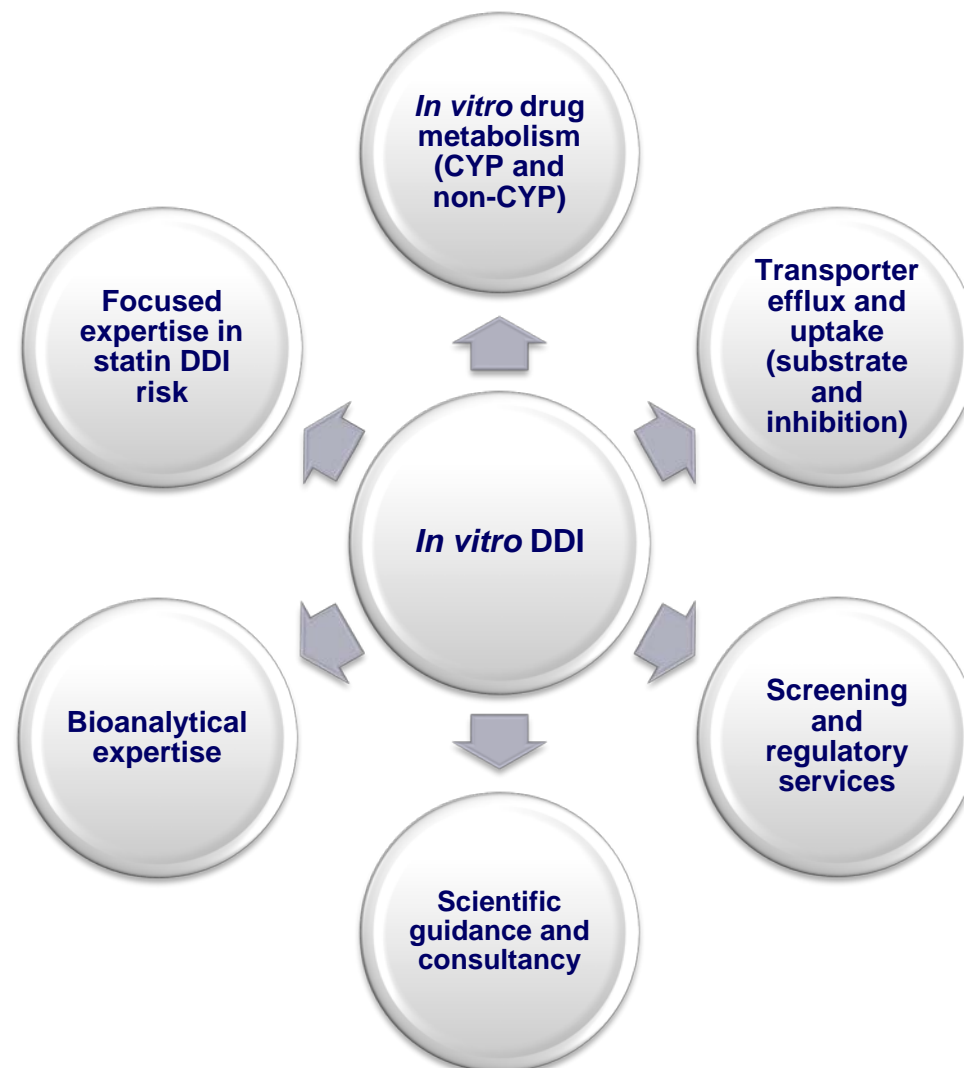 In vitro drug
metabolism
(CYP and
non-CYP)
Transporter
efflux and
uptake
(substrate
and
inhibition)
Focused
expertise in
statin DDI
risk
In vitro DDI
Screening
and
regulatory
services
Bioanalytical
expertise
Scientific
guidance and
consultancy